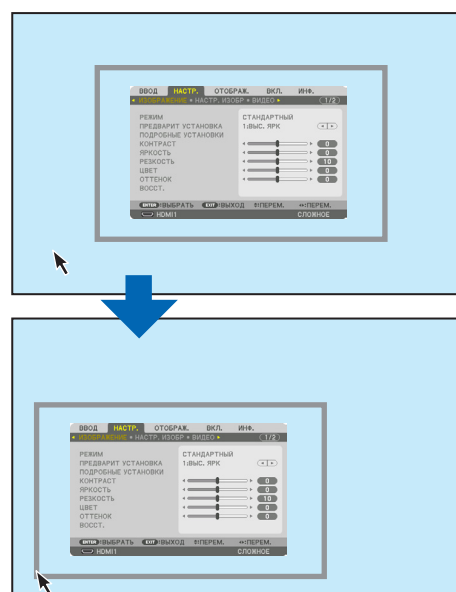 ВВОД НАСТР. ОТОБРАЖ. ВКЛ. ИНФ.
• ИЗОБРАЖЕНИЕ • НАСТР. ИЗОБР • ВИДЕО • (1/2)
РЕЖИМ СТАНДАРТНЫЙ
ПРЕДВАРИТ УСТАНОВКА 1:ВЫС. ЯРК
ПОДРОБНЫЕ УСТАНОВКИ
КОНТРАСТ 0
ЯРКОСТЬ 0
РЕЗКОСТЬ 10
ЦВЕТ 0
ОТТЕНОК 0
ВОССТ.
ENTER:ВЫБРАТЬ EXIT:ВЫХОД ↕:ПЕРЕМ. ↔:ПЕРЕМ.
HDMI1 СЛОЖНОЕ
ВВОД НАСТР. ОТОБРАЖ. ВКЛ. ИНФ.
• ИЗОБРАЖЕНИЕ • НАСТР. ИЗОБР • ВИДЕО • (1/2)
РЕЖИМ СТАНДАРТНЫЙ
ПРЕДВАРИТ УСТАНОВКА 1:ВЫС. ЯРК
ПОДРОБНЫЕ УСТАНОВКИ
КОНТРАСТ 0
ЯРКОСТЬ 0
РЕЗКОСТЬ 10
ЦВЕТ 0
ОТТЕНОК 0
ВОССТ.
ENTER:ВЫБРАТЬ EXIT:ВЫХОД ↕:ПЕРЕМ. ↔:ПЕРЕМ.
HDMI1 СЛОЖНОЕ